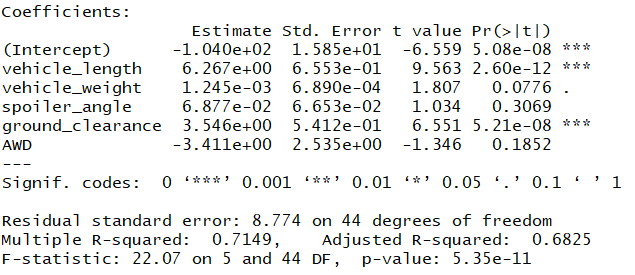 Coefficients:
                   Estimate Std. Error t value Pr(>|t|)
(Intercept)      -1.040e+02  1.585e+01  -6.559 5.08e-08 ***
vehicle_length    6.267e+00  6.553e-01   9.563 2.60e-12 ***
vehicle_weight    1.245e-03  6.890e-04   1.807   0.0776 .
spoiler_angle     6.877e-02  6.653e-02   1.034   0.3069
ground_clearance  3.546e+00  5.412e-01   6.551 5.21e-08 ***
AWD              -3.411e+00  2.535e+00  -1.346   0.1852
---
Signif. codes:  0 ‘***’ 0.001 ‘**’ 0.01 ‘*’ 0.05 ‘.’ 0.1 ‘ ’ 1
Residual standard error: 8.774 on 44 degrees of freedom
Multiple R-squared:  0.7149,    Adjusted R-squared:  0.6825
F-statistic: 22.07 on 5 and 44 DF,  p-value: 5.35e-11